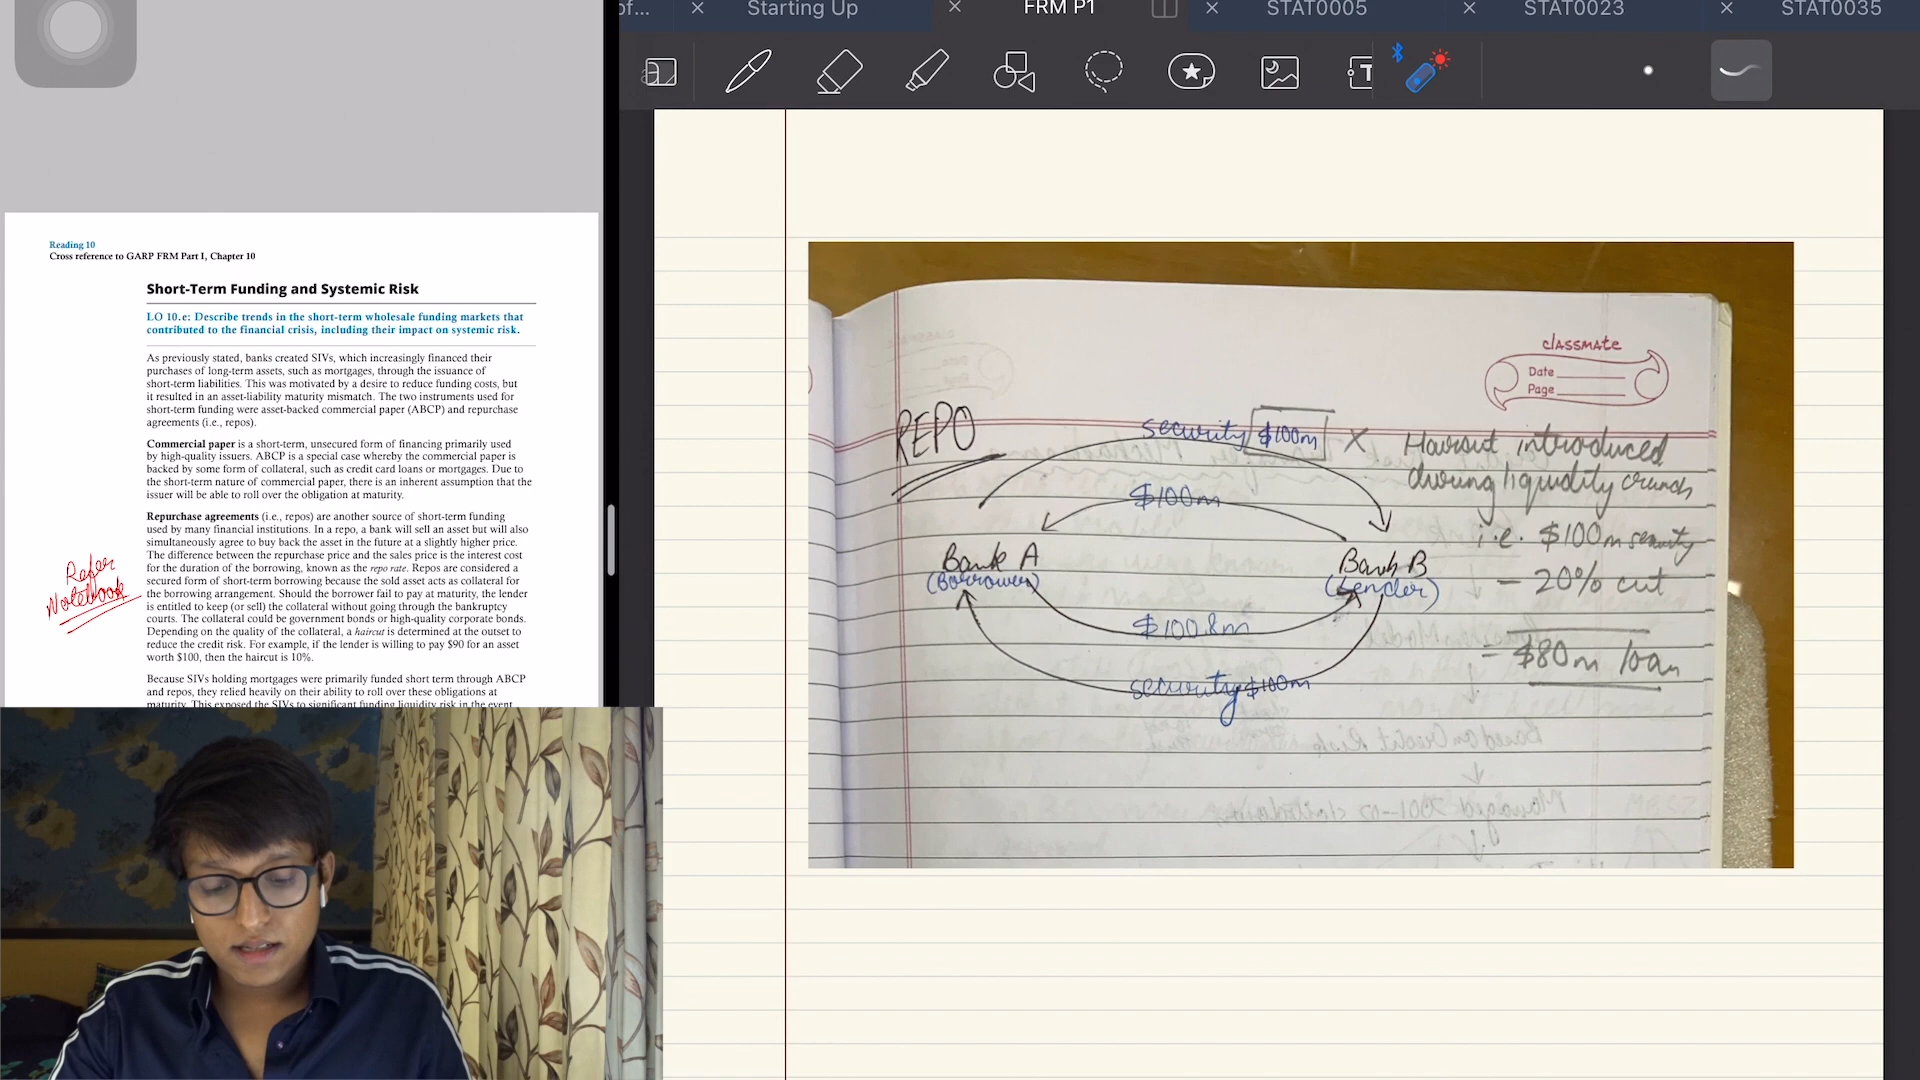 of...
Starting Up
FRM P1
STAT0005
STAT0023
STAT0035
Reading 10
Cross reference to GARP FRM Part I, Chapter 10
Short-Term Funding and Systemic Risk
LO 10.e: Describe trends in the short-term wholesale funding markets that
contributed to the financial crisis, including their impact on systemic risk.
As previously stated, banks created SIVs, which increasingly financed their
purchases of long-term assets, such as mortgages, through the issuance of
short-term liabilities. This was motivated by a desire to reduce funding costs, but
it resulted in an asset-liability maturity mismatch. The two instruments used for
short-term funding were asset-backed commercial paper (ABCP) and repurchase
agreements (i.e., repos).
Commercial paper is a short-term, unsecured form of financing primarily used
by high-quality issuers. ABCP is a special case whereby the commercial paper is
backed by some form of collateral, such as credit card loans or mortgages. Due to
the short-term nature of commercial paper, there is an inherent assumption that the
issuer will be able to roll over the obligation at maturity.
Repurchase agreements (i.e., repos) are another source of short-term funding
used by many financial institutions. In a repo, a bank will sell an asset but will also
simultaneously agree to buy back the asset in the future at a slightly higher price.
The difference between the repurchase price and the sales price is the interest cost
for the duration of the borrowing, known as the repo rate. Repos are considered a
secured form of short-term borrowing because the sold asset acts as collateral for
the borrowing arrangement. Should the borrower fail to pay at maturity, the lender
is entitled to keep (or sell) the collateral without going through the bankruptcy
courts. The collateral could be government bonds or high-quality corporate bonds.
Depending on the quality of the collateral, a haircut is determined at the outset to
reduce the credit risk. For example, if the lender is willing to pay $90 for an asset
worth $100, then the haircut is 10%.
Because SIVs holding mortgages were primarily funded short term through ABCP
and repos, they relied heavily on their ability to roll over these obligations at
maturity. This exposed the SIVs to significant funding liquidity risk in the event
Refer
Notebook
classmate
Date
Page
REPO
security $100m X
$100m
Bank A
(Borrower)
Bank B
(Lender)
$100.8m
security $100m
Haircut introduced
during liquidity crunch
i.e. $100m security
- 20% cut
= $80m loan